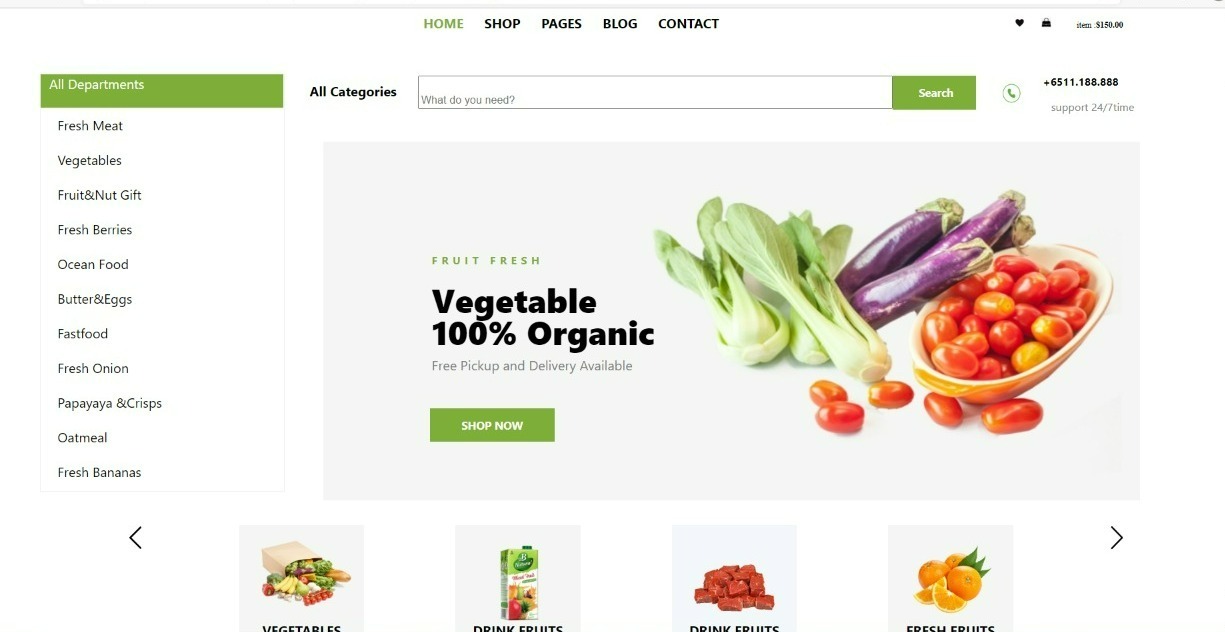 HOME SHOP PAGES BLOG CONTACT item :$150.00
All Departments
Fresh Meat
Vegetables
Fruit&Nut Gift
Fresh Berries
Ocean Food
Butter&Eggs
Fastfood
Fresh Onion
Papayaya &Crisps
Oatmeal
Fresh Bananas
All Categories
What do you need?
Search
+6511.188.888
support 24/7time
FRUIT FRESH
Vegetable
100% Organic
Free Pickup and Delivery Available
SHOP NOW
VEGETABLES
DRINK FRUITS
DRINK FRUITS
FRESH FRUITS